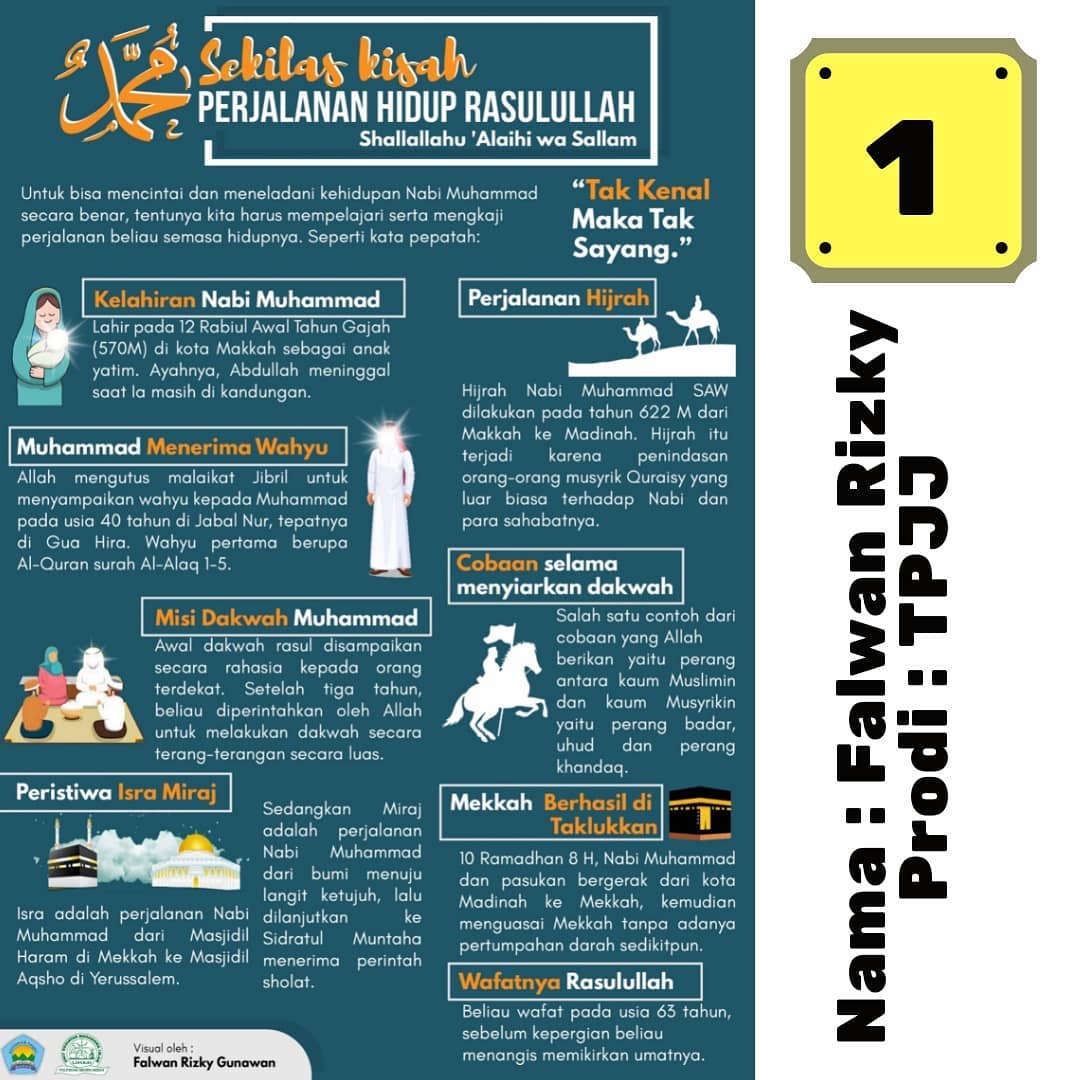 مُحَمَّد
Sekilas kisah
PERJALANAN HIDUP RASULULLAH
Shallallahu 'Alaihi wa Sallam
Untuk bisa mencintai dan meneladani kehidupan Nabi Muhammad
secara benar, tentunya kita harus mempelajari serta mengkaji
perjalanan beliau semasa hidupnya. Seperti kata pepatah:
“Tak Kenal
Maka Tak
Sayang.”
Kelahiran Nabi Muhammad
Lahir pada 12 Rabiul Awal Tahun Gajah
(570M) di kota Makkah sebagai anak
yatim. Ayahnya, Abdullah meninggal
saat Ia masih di kandungan.
Muhammad Menerima Wahyu
Allah mengutus malaikat Jibril untuk
menyampaikan wahyu kepada Muhammad
pada usia 40 tahun di Jabal Nur, tepatnya
di Gua Hira. Wahyu pertama berupa
Al-Quran surah Al-Alaq 1-5.
Misi Dakwah Muhammad
Awal dakwah rasul disampaikan
secara rahasia kepada orang
terdekat. Setelah tiga tahun,
beliau diperintahkan oleh Allah
untuk melakukan dakwah secara
terang-terangan secara luas.
Peristiwa Isra Miraj
Isra adalah perjalanan Nabi
Muhammad dari Masjidil
Haram di Mekkah ke Masjidil
Aqsho di Yerussalem.
Sedangkan Miraj
adalah perjalanan
Nabi Muhammad
dari bumi menuju
langit ketujuh, lalu
dilanjutkan ke
Sidratul Muntaha
menerima perintah
sholat.
Perjalanan Hijrah
Hijrah Nabi Muhammad SAW
dilakukan pada tahun 622 M dari
Makkah ke Madinah. Hijrah itu
terjadi karena penindasan
orang-orang musyrik Quraisy yang
luar biasa terhadap Nabi dan
para sahabatnya.
Cobaan selama
menyiarkan dakwah
Salah satu contoh dari
cobaan yang Allah
berikan yaitu perang
antara kaum Muslimin
dan kaum Musyrikin
yaitu perang badar,
uhud dan perang
khandaq.
Mekkah Berhasil di
Taklukkan
10 Ramadhan 8 H, Nabi Muhammad
dan pasukan bergerak dari kota
Madinah ke Mekkah, kemudian
menguasai Mekkah tanpa adanya
pertumpahan darah sedikitpun.
Wafatnya Rasulullah
Beliau wafat pada usia 63 tahun,
sebelum kepergian beliau
menangis memikirkan umatnya.
Visual oleh :
Falwan Rizky Gunawan
1
Nama : Falwan Rizky
Prodi : TPJJ